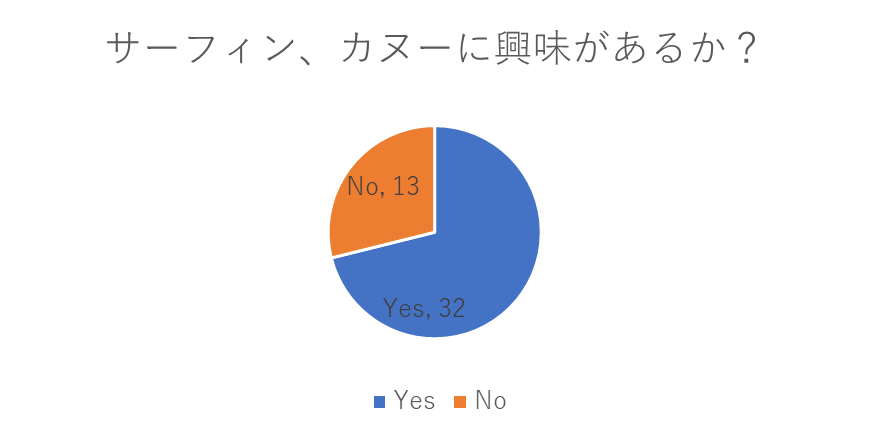 サーフィン、カヌーに興味があるか？
No, 13
Yes, 32
Yes No